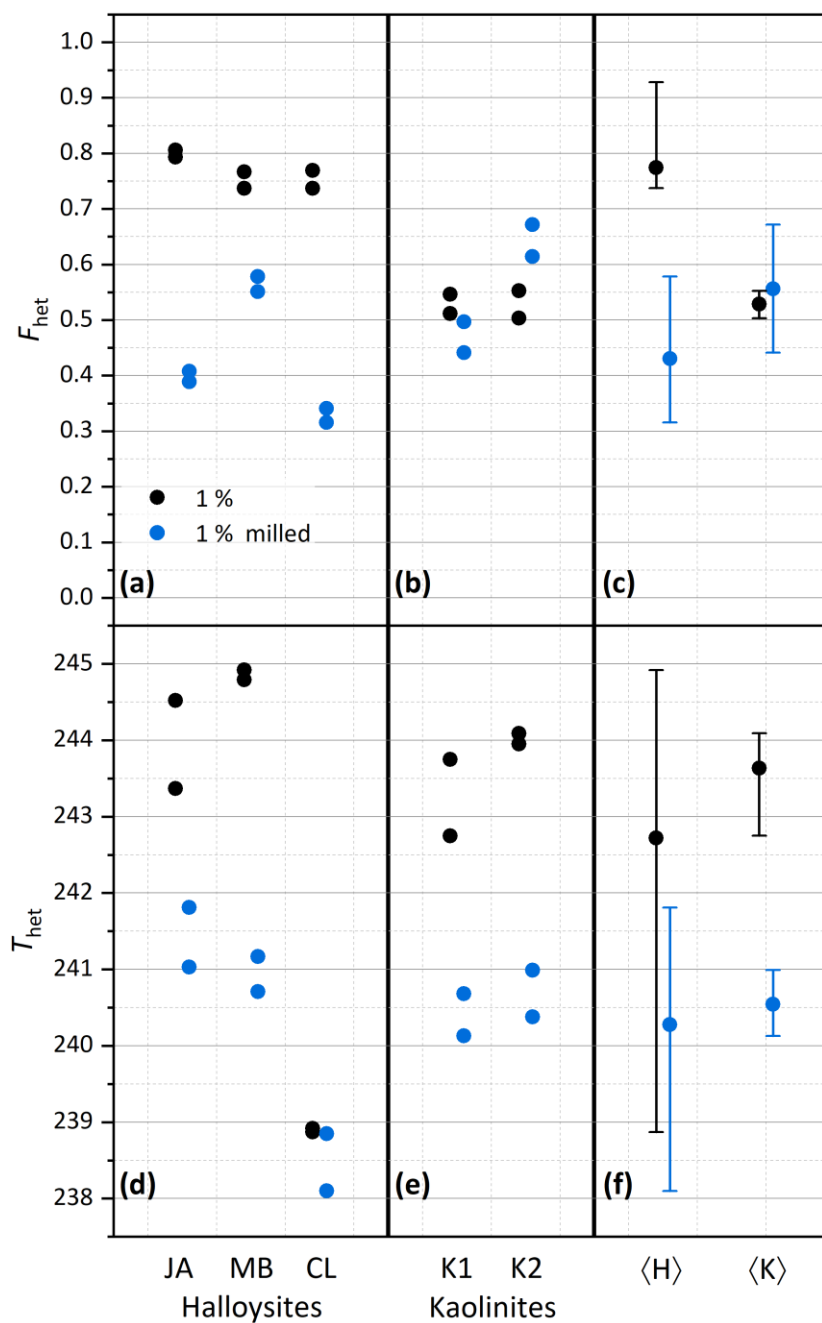 1.0
0.9
0.8
0.7
0.6
0.5
0.4
0.3
0.2
0.1
0.0
F_het
1 %
1 % milled
(a) (b) (c)
245
244
243
242
241
240
239
238
T_het
(d) (e) (f)
JA MB CL K1 K2 ⟨H⟩ ⟨K⟩
Halloysites Kaolinites